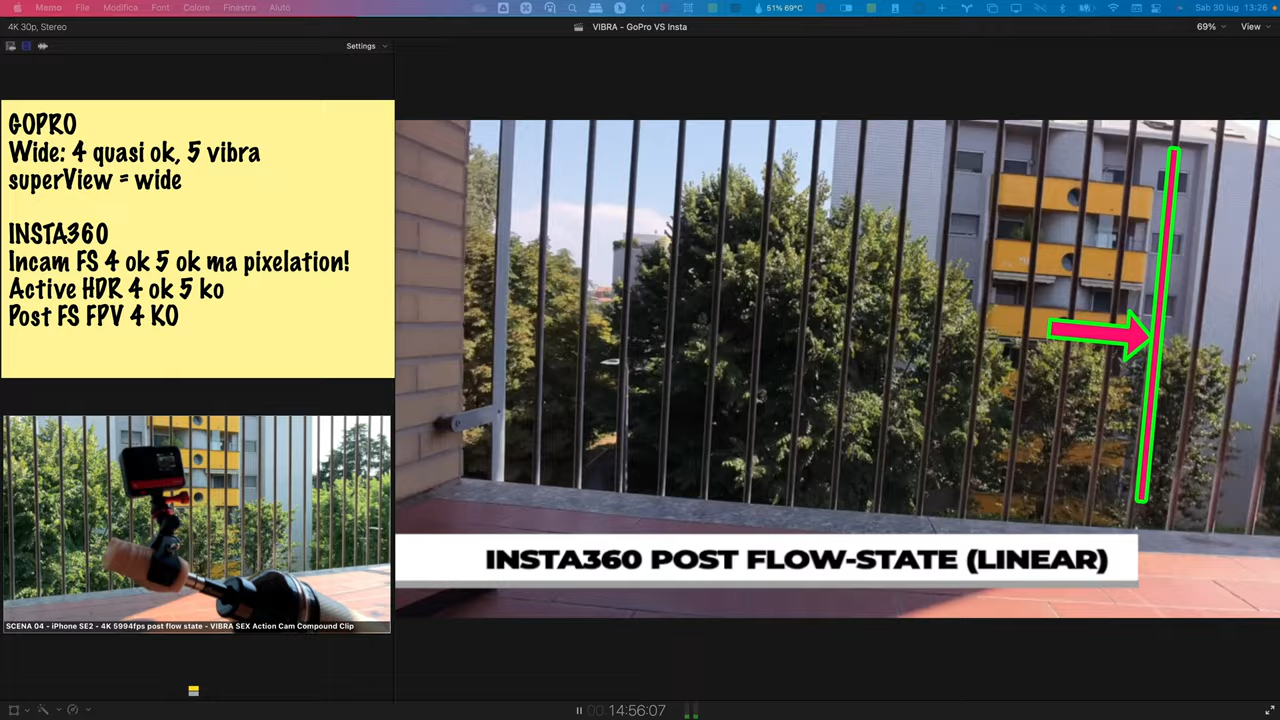 Memo File Modifica Font Colore Finestra Aiuto 51% 69°C Sab 30 lug 13:26
4K 30p, Stereo VIBRA - GoPro VS Insta 69% View
Settings
GOPRO
Wide: 4 quasi ok, 5 vibra
superView = wide
INSTA360
Incam FS 4 ok 5 ok ma pixelation!
Active HDR 4 ok 5 ko
Post FS FPV 4 KO
INSTA360 POST FLOW-STATE (LINEAR)
SCENA 04 - iPhone SE2 - 4K 5994fps post flow state - VIBRA SEX Action Cam Compound Clip
00:14:56:07